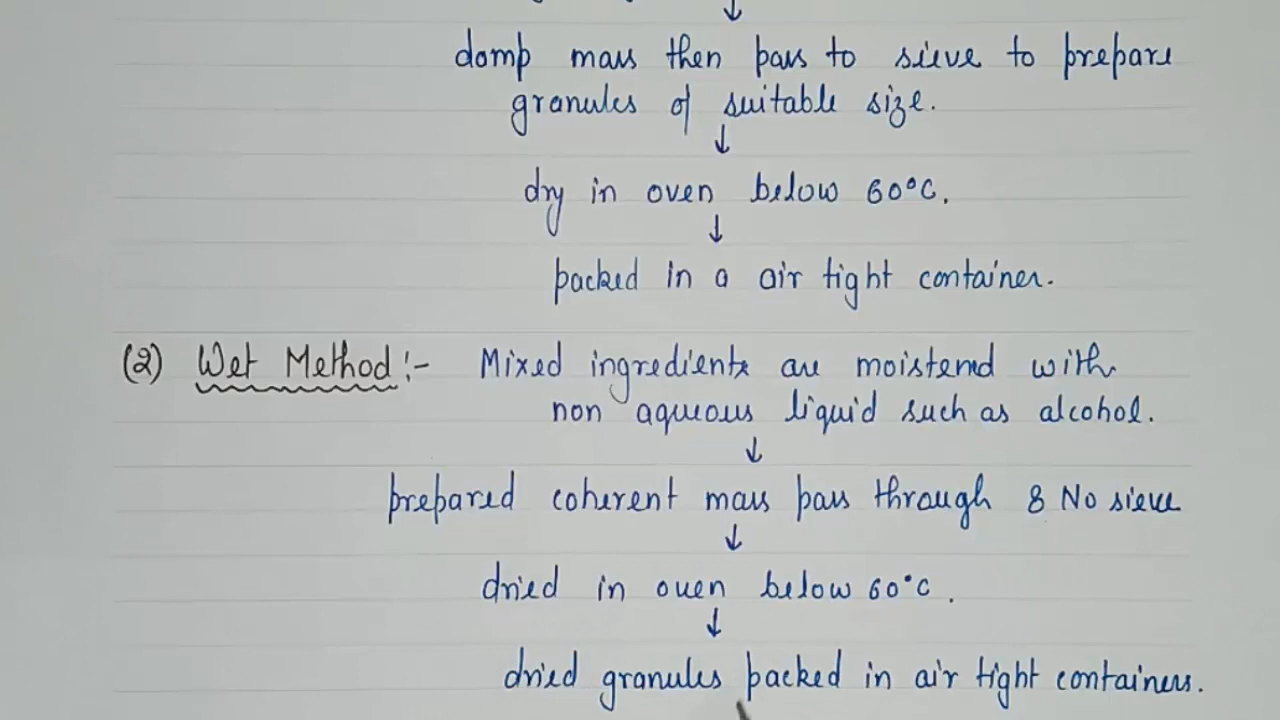 ↓
damp mass then pass to sieve to prepare
granules of suitable size.
↓
dry in oven below 60°C.
↓
packed in a air tight container.
(2) Wet Method :- Mixed ingredients are moistened with
non aqueous liquid such as alcohol.
↓
prepared coherent mass pass through 8 No sieve
↓
dried in oven below 60°C.
↓
dried granules packed in air tight containers.